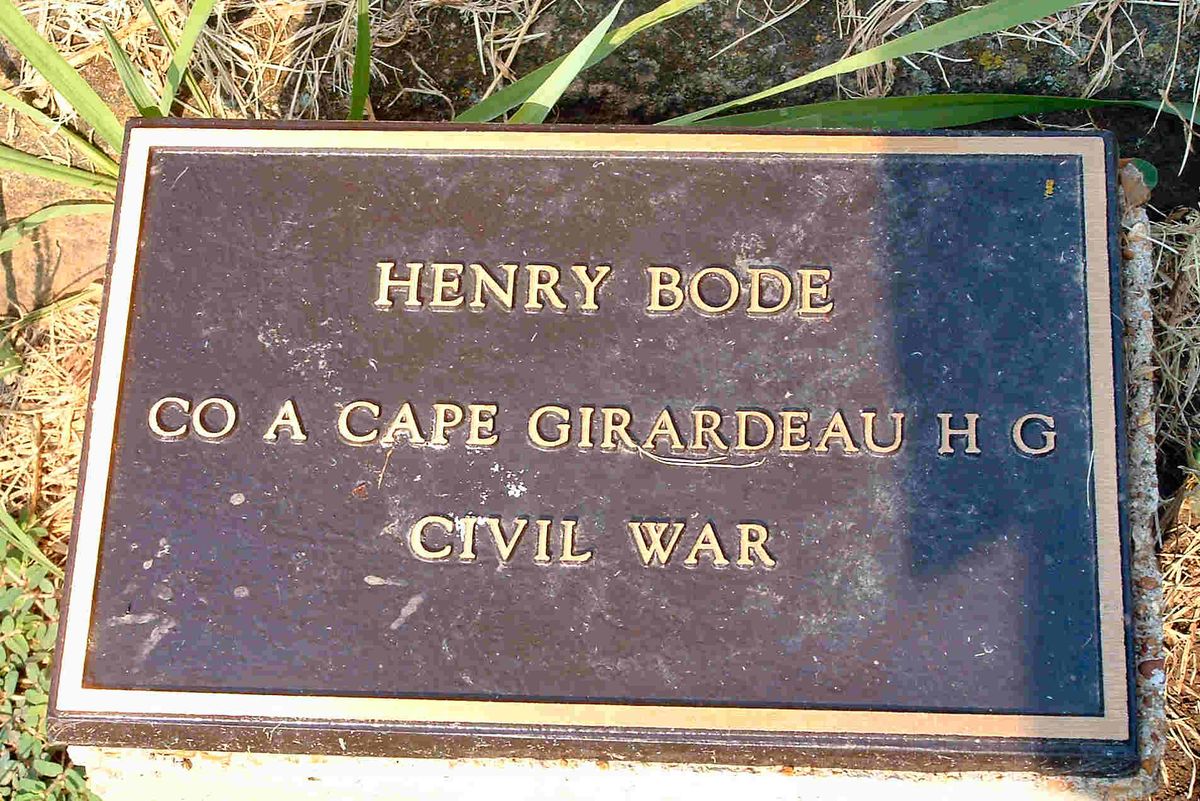 HENRY BODE
CO A CAPE GIRARDEAU H G
CIVIL WAR